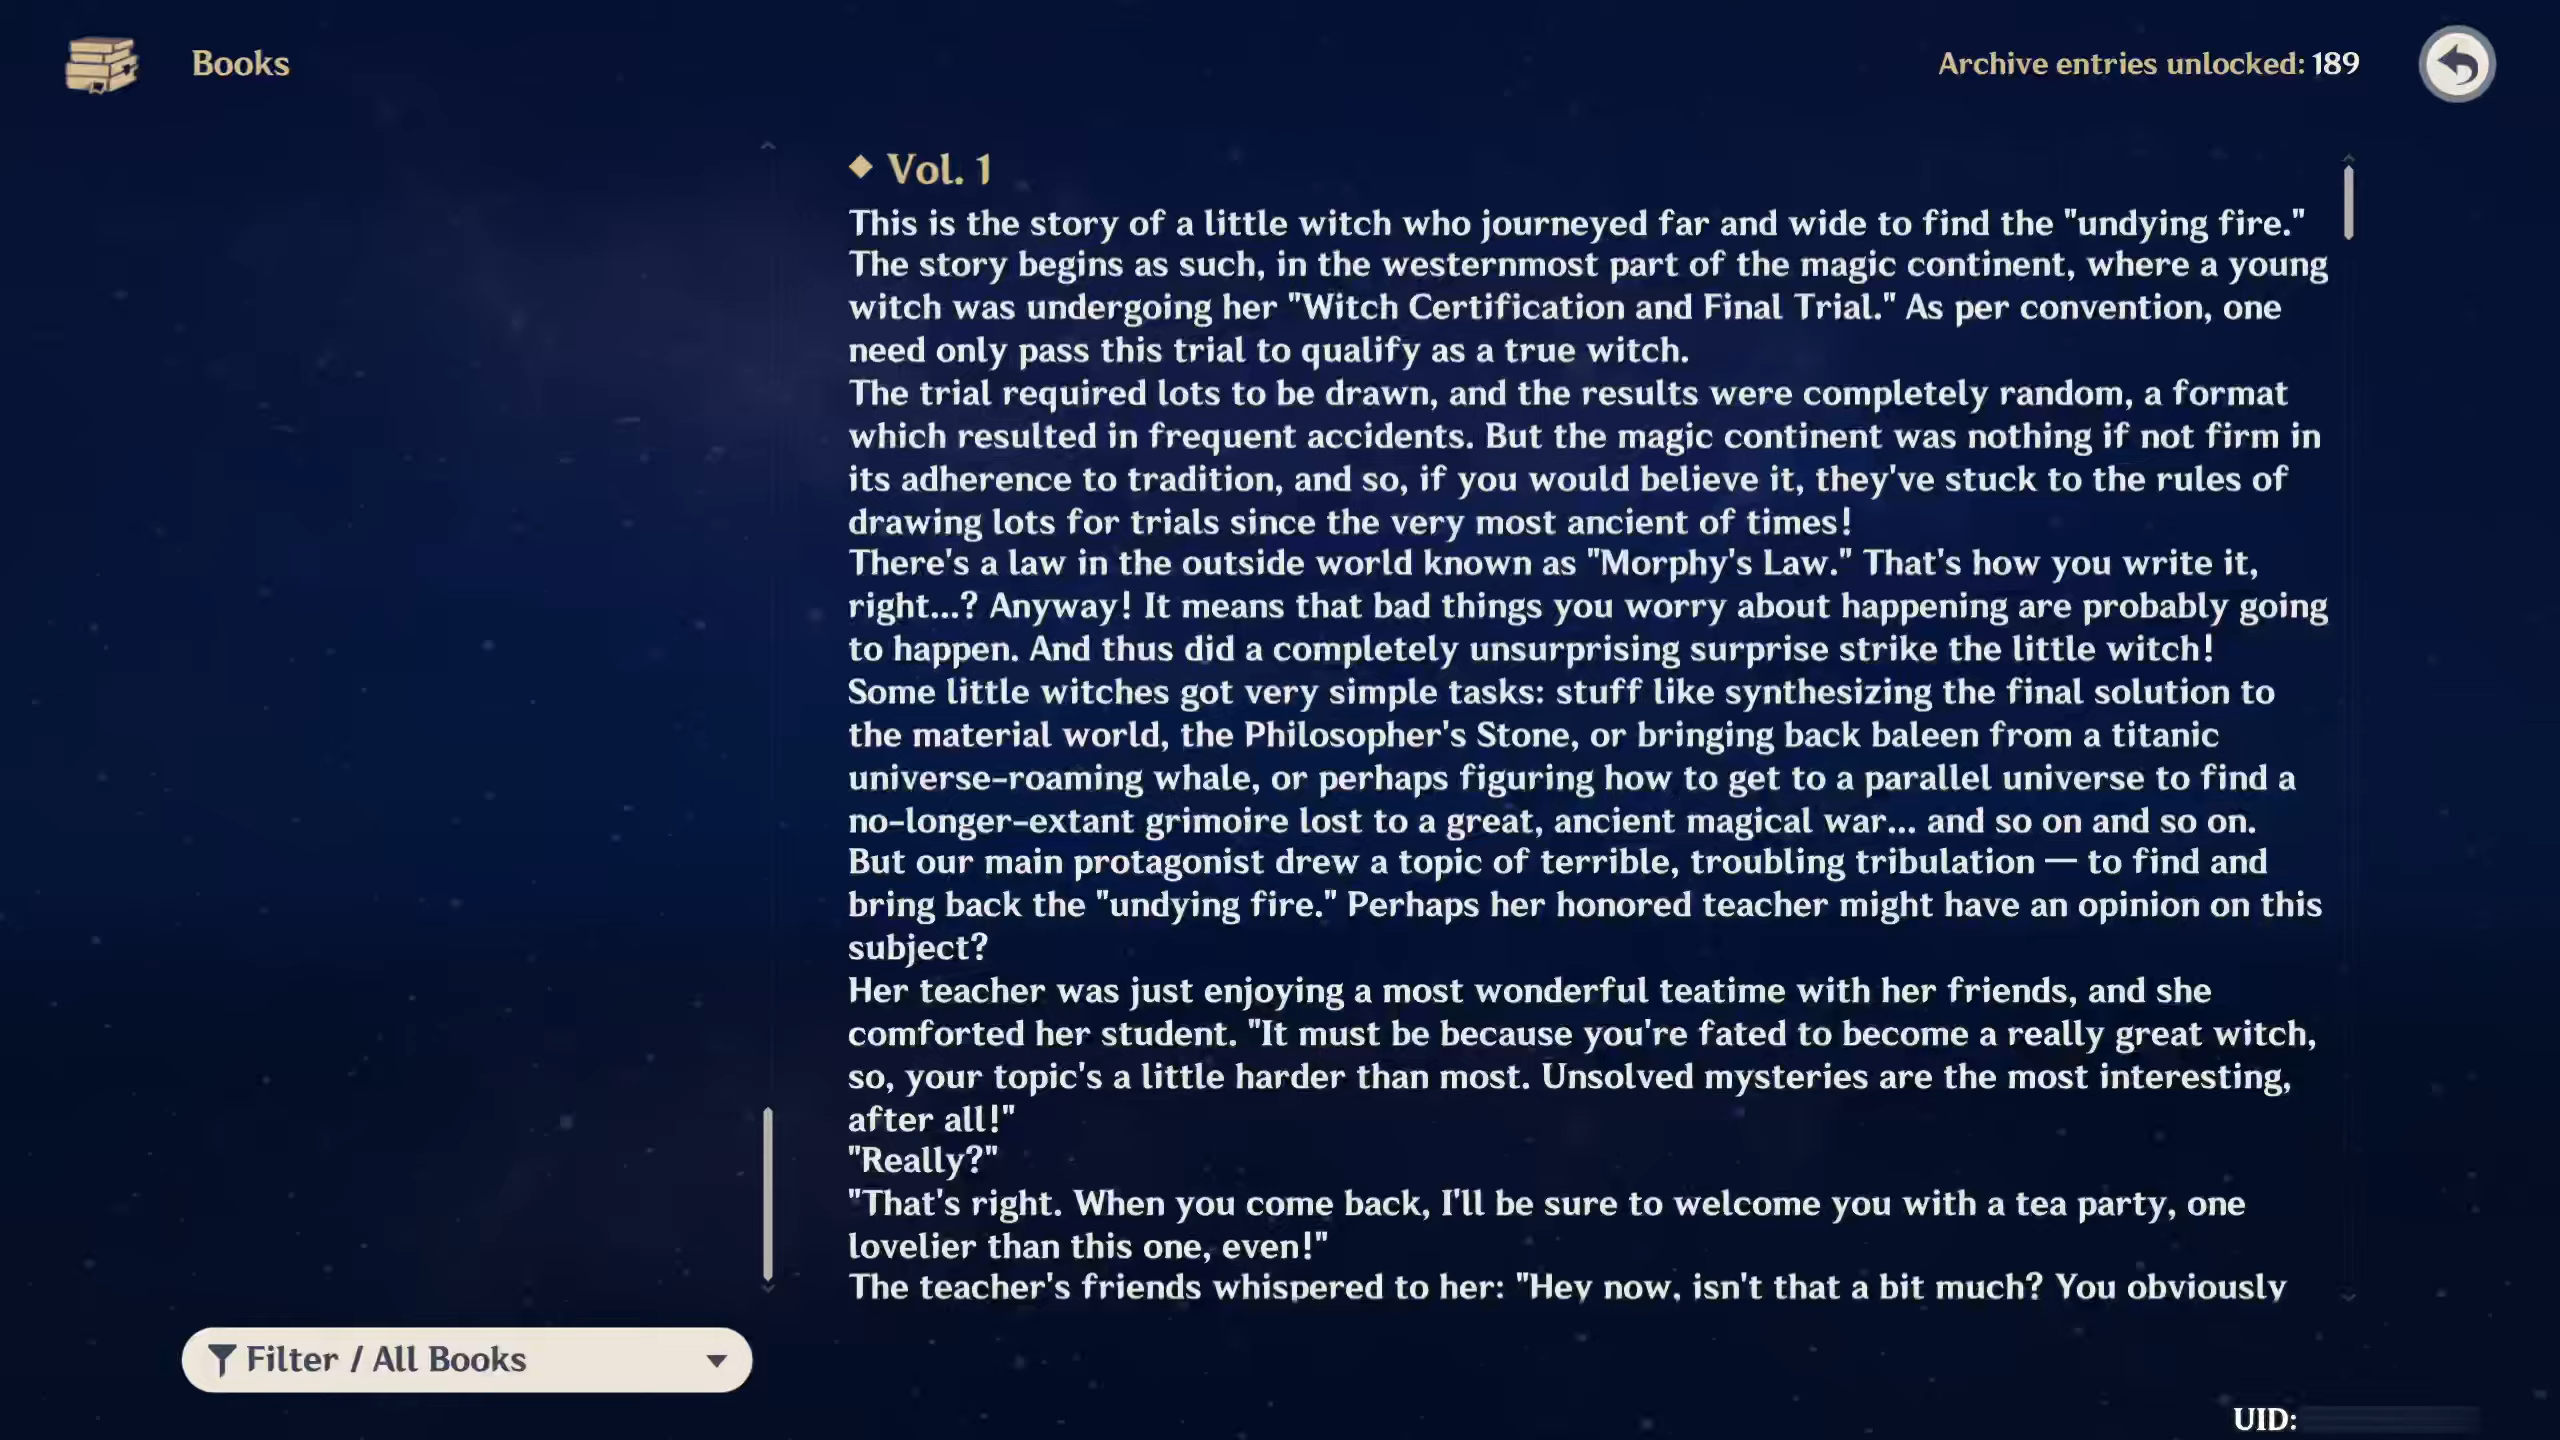 Books
Archive entries unlocked: 189
Vol. 1
This is the story of a little witch who journeyed far and wide to find the "undying fire."
The story begins as such, in the westernmost part of the magic continent, where a young
witch was undergoing her "Witch Certification and Final Trial." As per convention, one
need only pass this trial to qualify as a true witch.
The trial required lots to be drawn, and the results were completely random, a format
which resulted in frequent accidents. But the magic continent was nothing if not firm in
its adherence to tradition, and so, if you would believe it, they've stuck to the rules of
drawing lots for trials since the very most ancient of times!
There's a law in the outside world known as "Morphy's Law." That's how you write it,
right...? Anyway! It means that bad things you worry about happening are probably going
to happen. And thus did a completely unsurprising surprise strike the little witch!
Some little witches got very simple tasks: stuff like synthesizing the final solution to
the material world, the Philosopher's Stone, or bringing back baleen from a titanic
universe-roaming whale, or perhaps figuring how to get to a parallel universe to find a
no-longer-extant grimoire lost to a great, ancient magical war... and so on and so on.
But our main protagonist drew a topic of terrible, troubling tribulation — to find and
bring back the "undying fire." Perhaps her honored teacher might have an opinion on this
subject?
Her teacher was just enjoying a most wonderful teatime with her friends, and she
comforted her student. "It must be because you're fated to become a really great witch,
so, your topic's a little harder than most. Unsolved mysteries are the most interesting,
after all!"
"Really?"
"That's right. When you come back, I'll be sure to welcome you with a tea party, one
lovelier than this one, even!"
The teacher's friends whispered to her: "Hey now, isn't that a bit much? You obviously
Filter / All Books
UID: